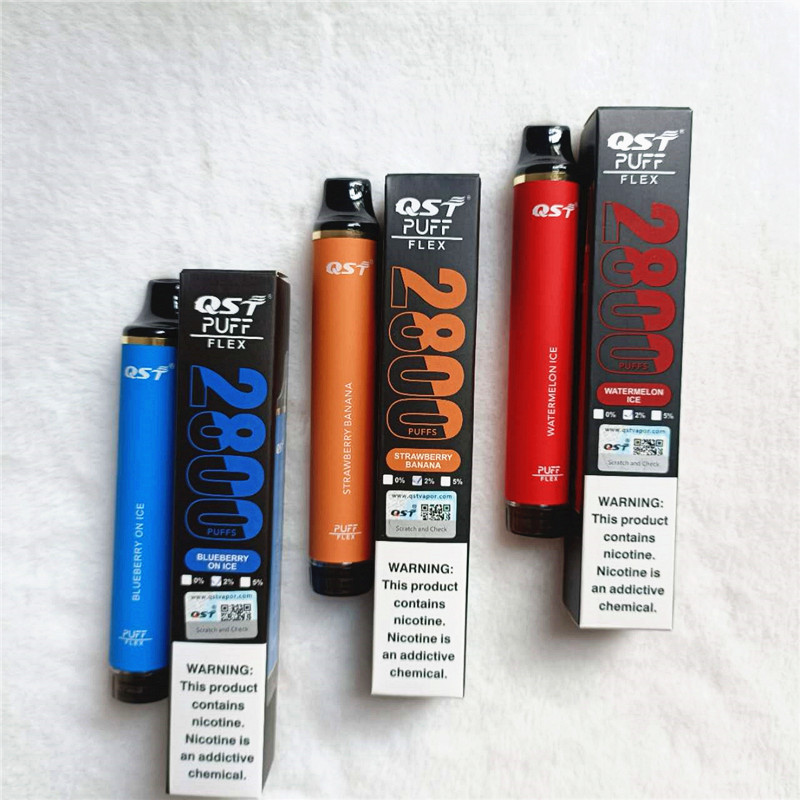 QST
BLUEBERRY ON ICE
PUFF
FLEX
QST®
PUFF
FLEX
2800
PUFFS
BLUEBERRY
ON ICE
0% 2% 5%
www.qstvapor.com
QST
Scratch and Check
WARNING:
This product
contains
nicotine.
Nicotine is
an addictive
chemical.
QST
STRAWBERRY BANANA
PUFF
FLEX
QST®
PUFF
FLEX
2800
PUFFS
STRAWBERRY
BANANA
0% 2% 5%
www.qstvapor.com
QST
Scratch and Check
WARNING:
This product
contains
nicotine.
Nicotine is
an addictive
chemical.
QST
WATERMELON ICE
PUFF
FLEX
QST®
PUFF
FLEX
2800
PUFFS
WATERMELON
ICE
0% 2% 5%
www.qstvapor.com
QST
Scratch and Check
WARNING:
This product
contains
nicotine.
Nicotine is
an addictive
chemical.